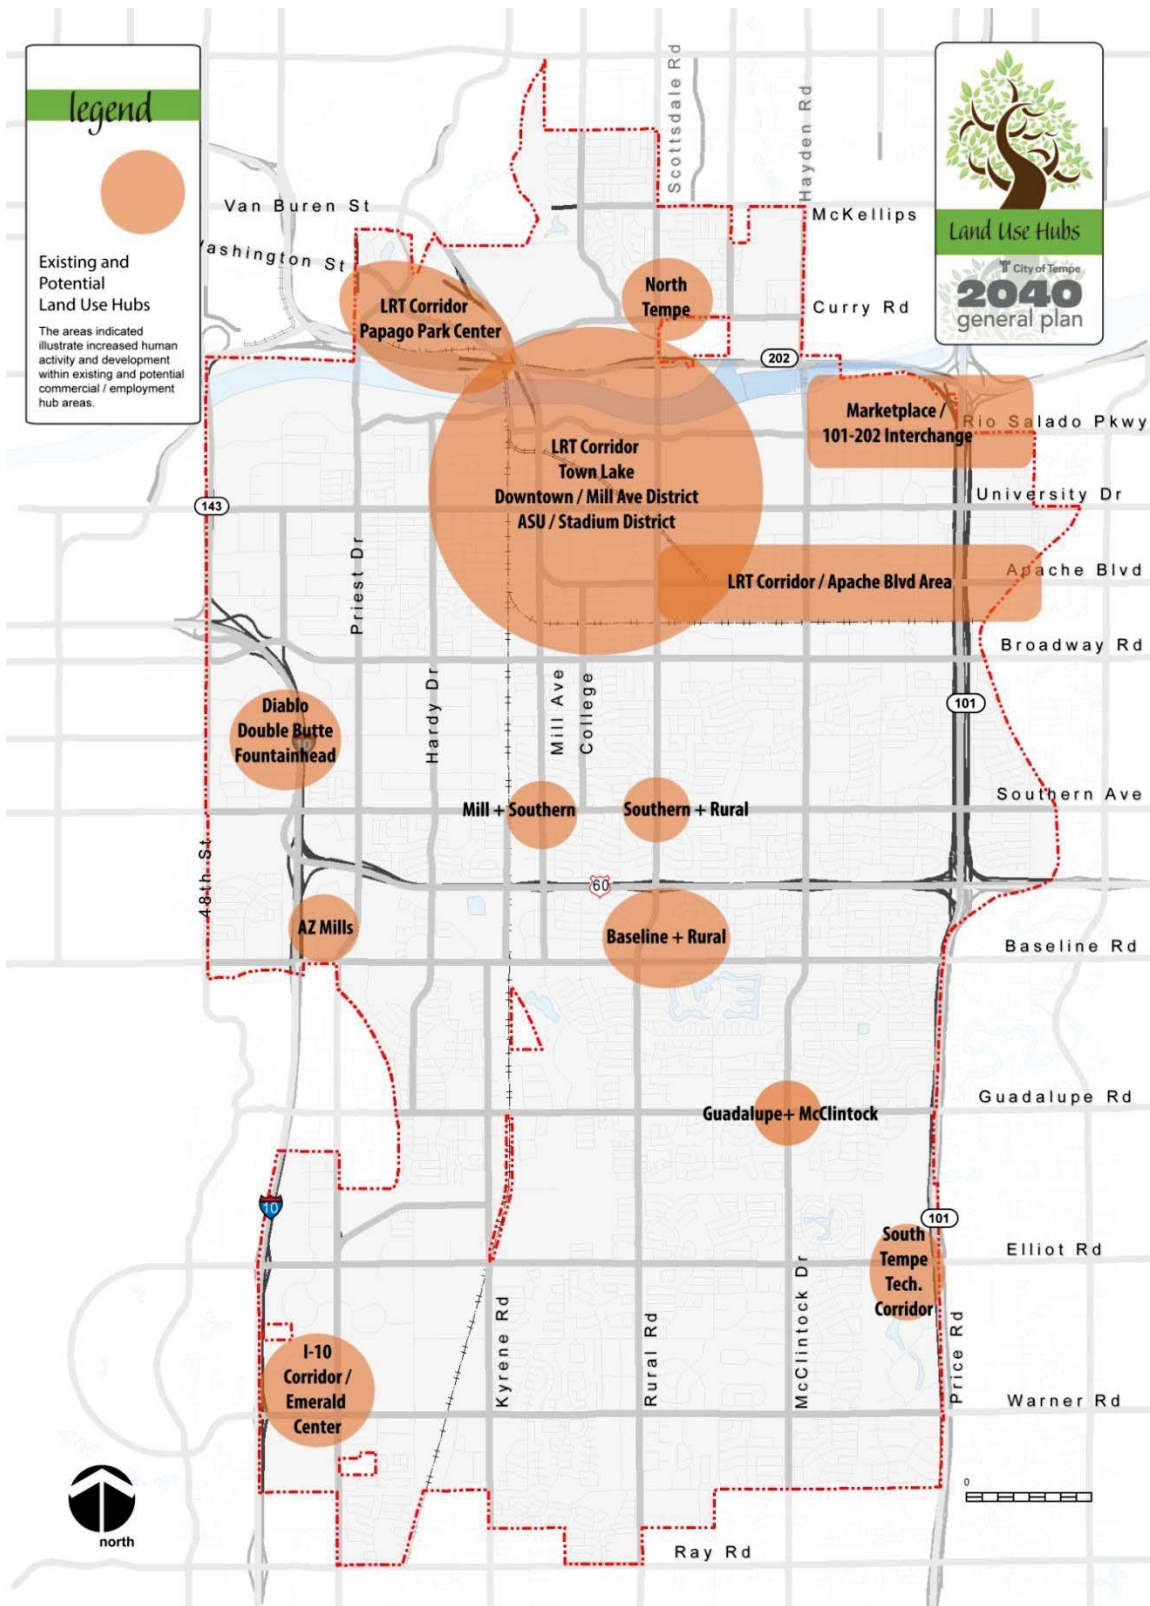 legend
Existing and
Potential
Land Use Hubs
The areas indicated
illustrate increased human
activity and development
within existing and potential
commercial / employment
hub areas.
Land Use Hubs
City of Tempe
2040
general plan
Scottsdale Rd
Hayden Rd
Van Buren St
McKellips
Washington St
North
Tempe
LRT Corridor
Papago Park Center
Curry Rd
202
Marketplace /
101-202 Interchange
Rio Salado Pkwy
LRT Corridor
Town Lake
Downtown / Mill Ave District
ASU / Stadium District
University Dr
143
Priest Dr
LRT Corridor / Apache Blvd Area
Apache Blvd
Broadway Rd
Hardy Dr
Mill Ave
College
101
Diablo
Double Butte
Fountainhead
10
Mill + Southern
Southern + Rural
Southern Ave
48th St
60
AZ Mills
Baseline + Rural
Baseline Rd
Guadalupe + McClintock
Guadalupe Rd
10
101
South
Tempe
Tech.
Corridor
Elliot Rd
Kyrene Rd
Rural Rd
McClintock Dr
Price Rd
I-10
Corridor /
Emerald
Center
Warner Rd
0
north
Ray Rd